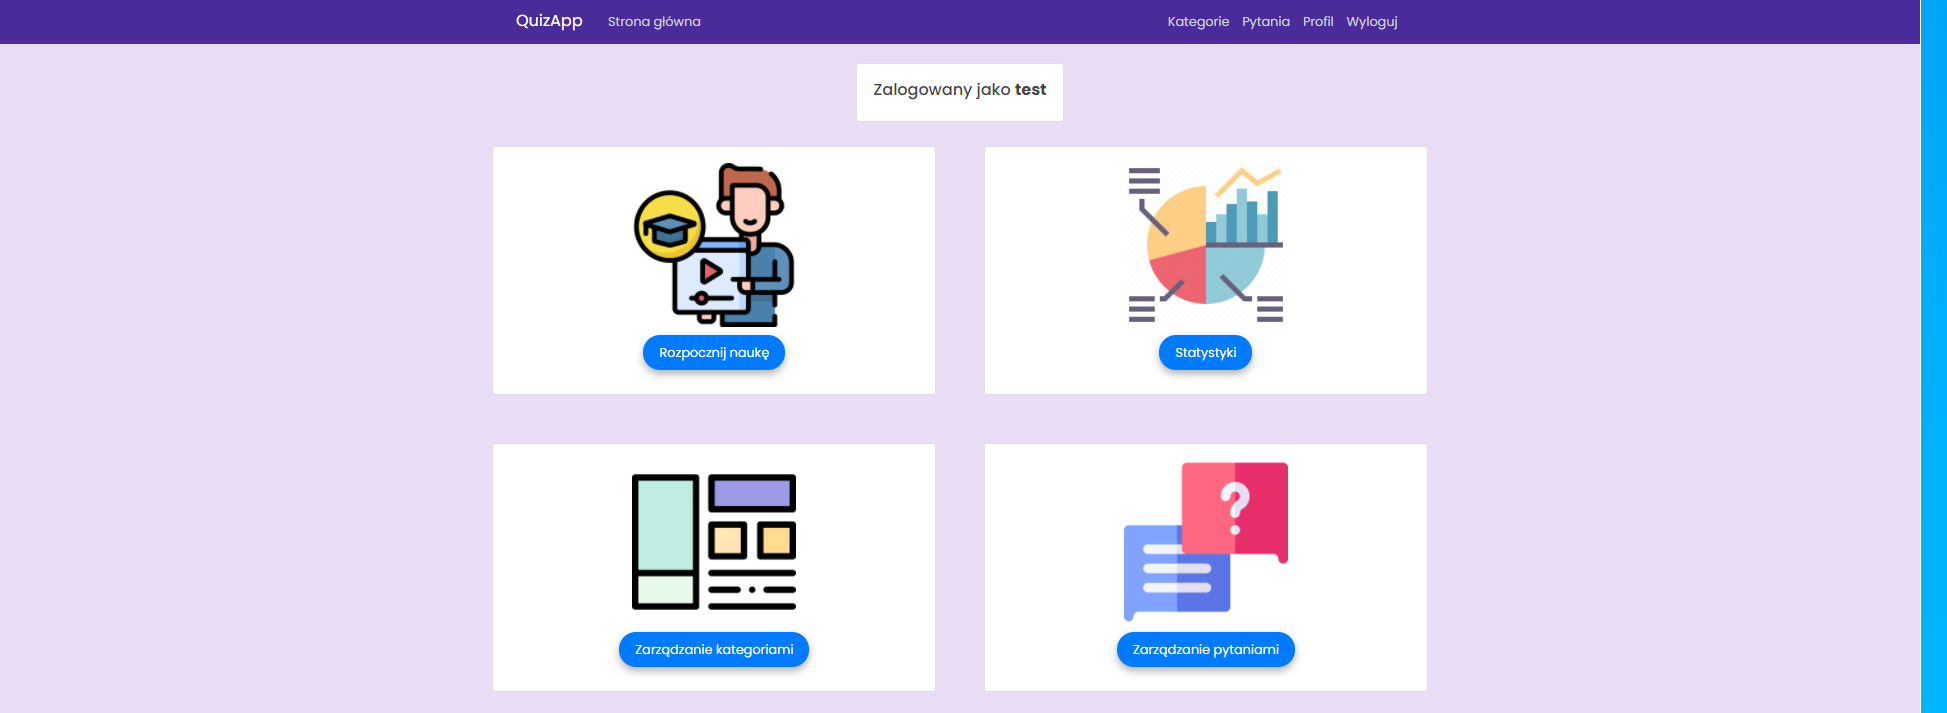 QuizApp Strona główna Kategorie Pytania Profil Wyloguj
Zalogowany jako test
Rozpocznij naukę
Statystyki
Zarządzanie kategoriami
Zarządzanie pytaniami